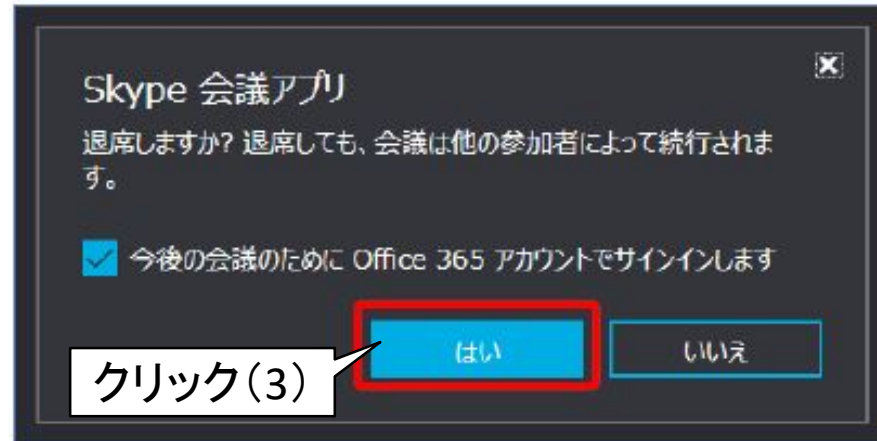 Skype 会議アプリ
退席しますか? 退席しても、会議は他の参加者によって続行されま
す。
今後の会議のために Office 365 アカウントでサインインします
はい
いいえ
クリック(3)